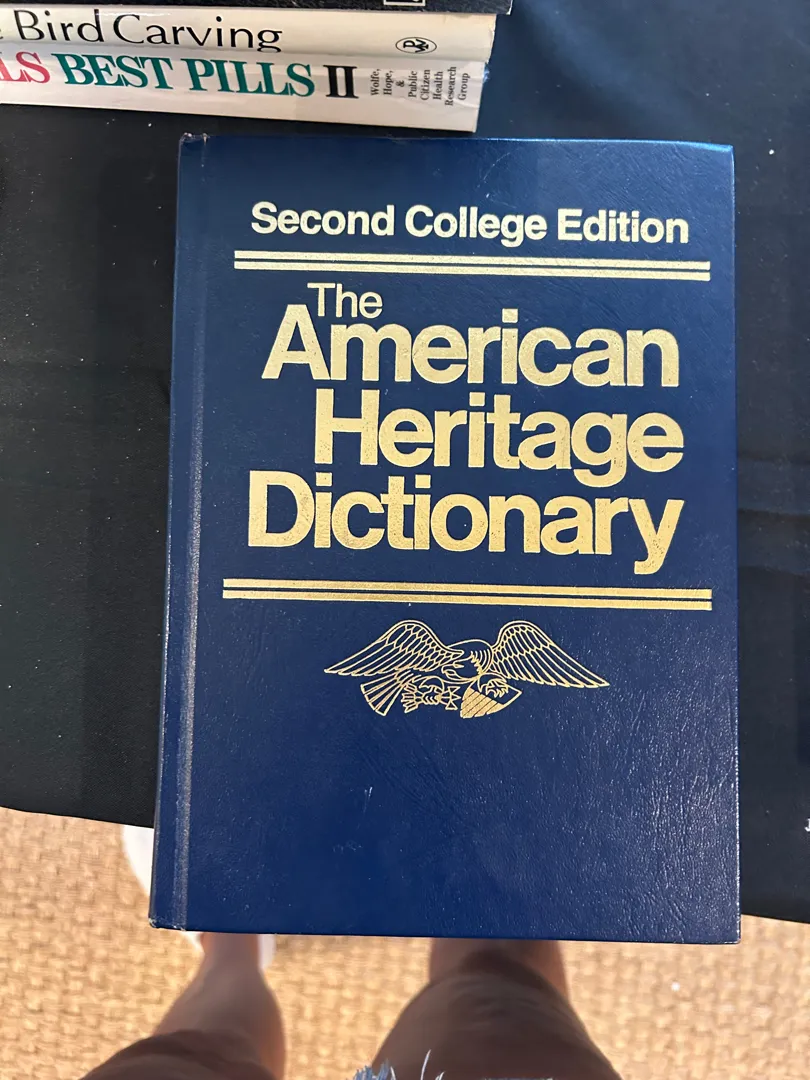 Bird Carving
LS BEST PILLS II
Wolfe,
Hope,
&
Public
Citizen
Health
Research
Group
Second College Edition
The
American
Heritage
Dictionary